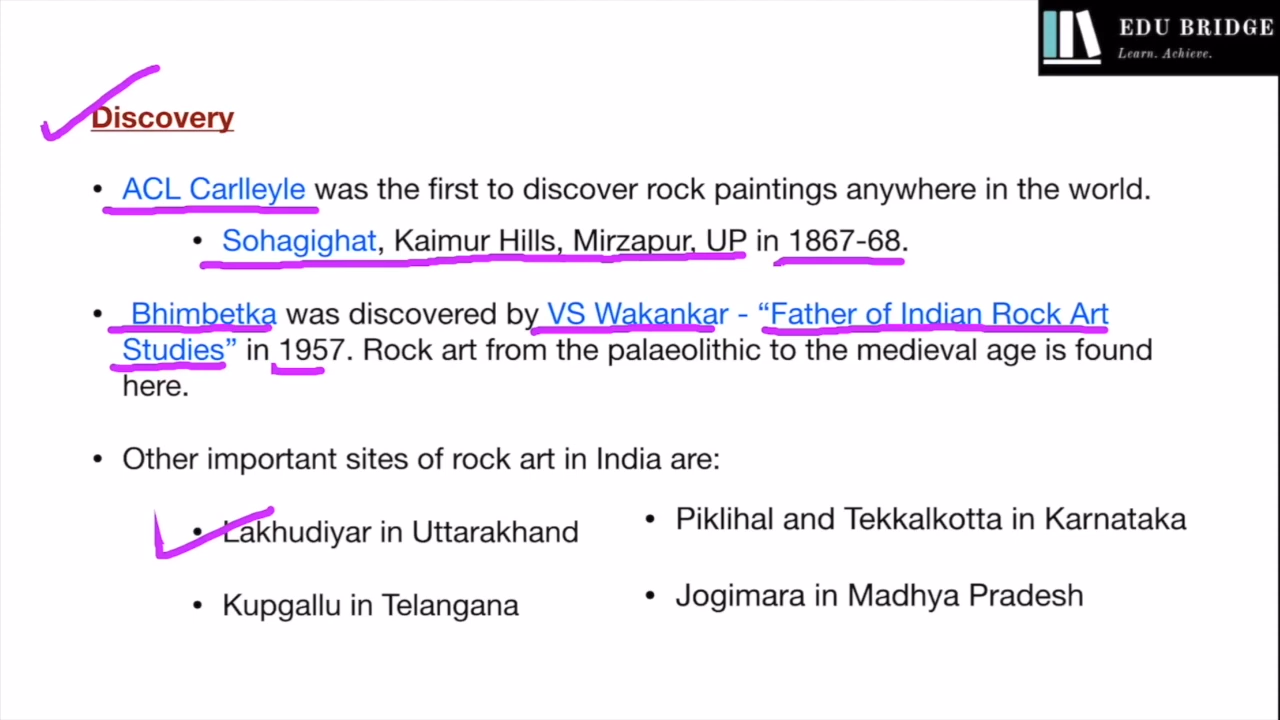 EDU BRIDGE
Learn. Achieve.
Discovery
• ACL Carlleyle was the first to discover rock paintings anywhere in the world.
• Sohagighat, Kaimur Hills, Mirzapur, UP in 1867-68.
• Bhimbetka was discovered by VS Wakankar - “Father of Indian Rock Art
Studies” in 1957. Rock art from the palaeolithic to the medieval age is found
here.
• Other important sites of rock art in India are:
• Lakhudiyar in Uttarakhand
• Kupgallu in Telangana
• Piklihal and Tekkalkotta in Karnataka
• Jogimara in Madhya Pradesh